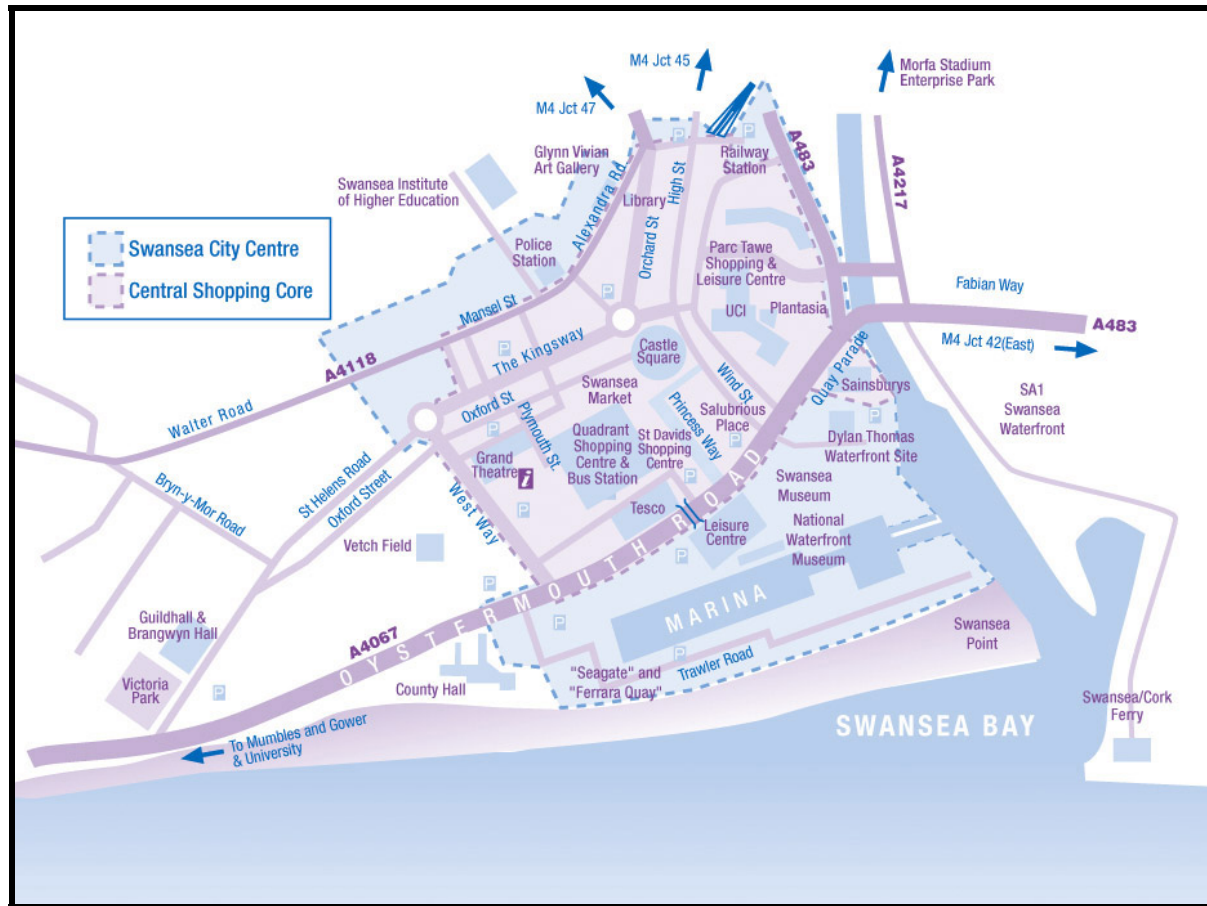 M4 Jct 45
Morfa Stadium
Enterprise Park
M4 Jct 47
Glynn Vivian
Art Gallery
Railway
Station
A483
A4217
Swansea Institute
of Higher Education
Alexandra Rd
Library
High St
Orchard St
Swansea City Centre
Central Shopping Core
Police
Station
Parc Tawe
Shopping &
Leisure Centre
UCI
Plantasia
Fabian Way
A483
M4 Jct 42(East)
Mansel St
The Kingsway
Castle
Square
A4118
Walter Road
Oxford St
Plymouth St.
Swansea
Market
Wind St
Princess Way
Salubrious
Place
Quay Parade
Sainsburys
SA1
Swansea
Waterfront
Quadrant
Shopping
Centre &
Bus Station
St Davids
Shopping
Centre
Dylan Thomas
Waterfront Site
Grand
Theatre
i
Bryn-y-Mor Road
St Helens Road
Oxford Street
West Way
Swansea
Museum
Tesco
Leisure
Centre
National
Waterfront
Museum
Vetch Field
MARINA
Guildhall &
Brangwyn Hall
A4067
OYSTERMOUTH ROAD
Victoria
Park
County Hall
"Seagate" and
"Ferrara Quay"
Trawler Road
Swansea
Point
Swansea/Cork
Ferry
SWANSEA BAY
To Mumbles and Gower
& University
P
P
P
P
P
P
P
P
P
P
P
P
P
P